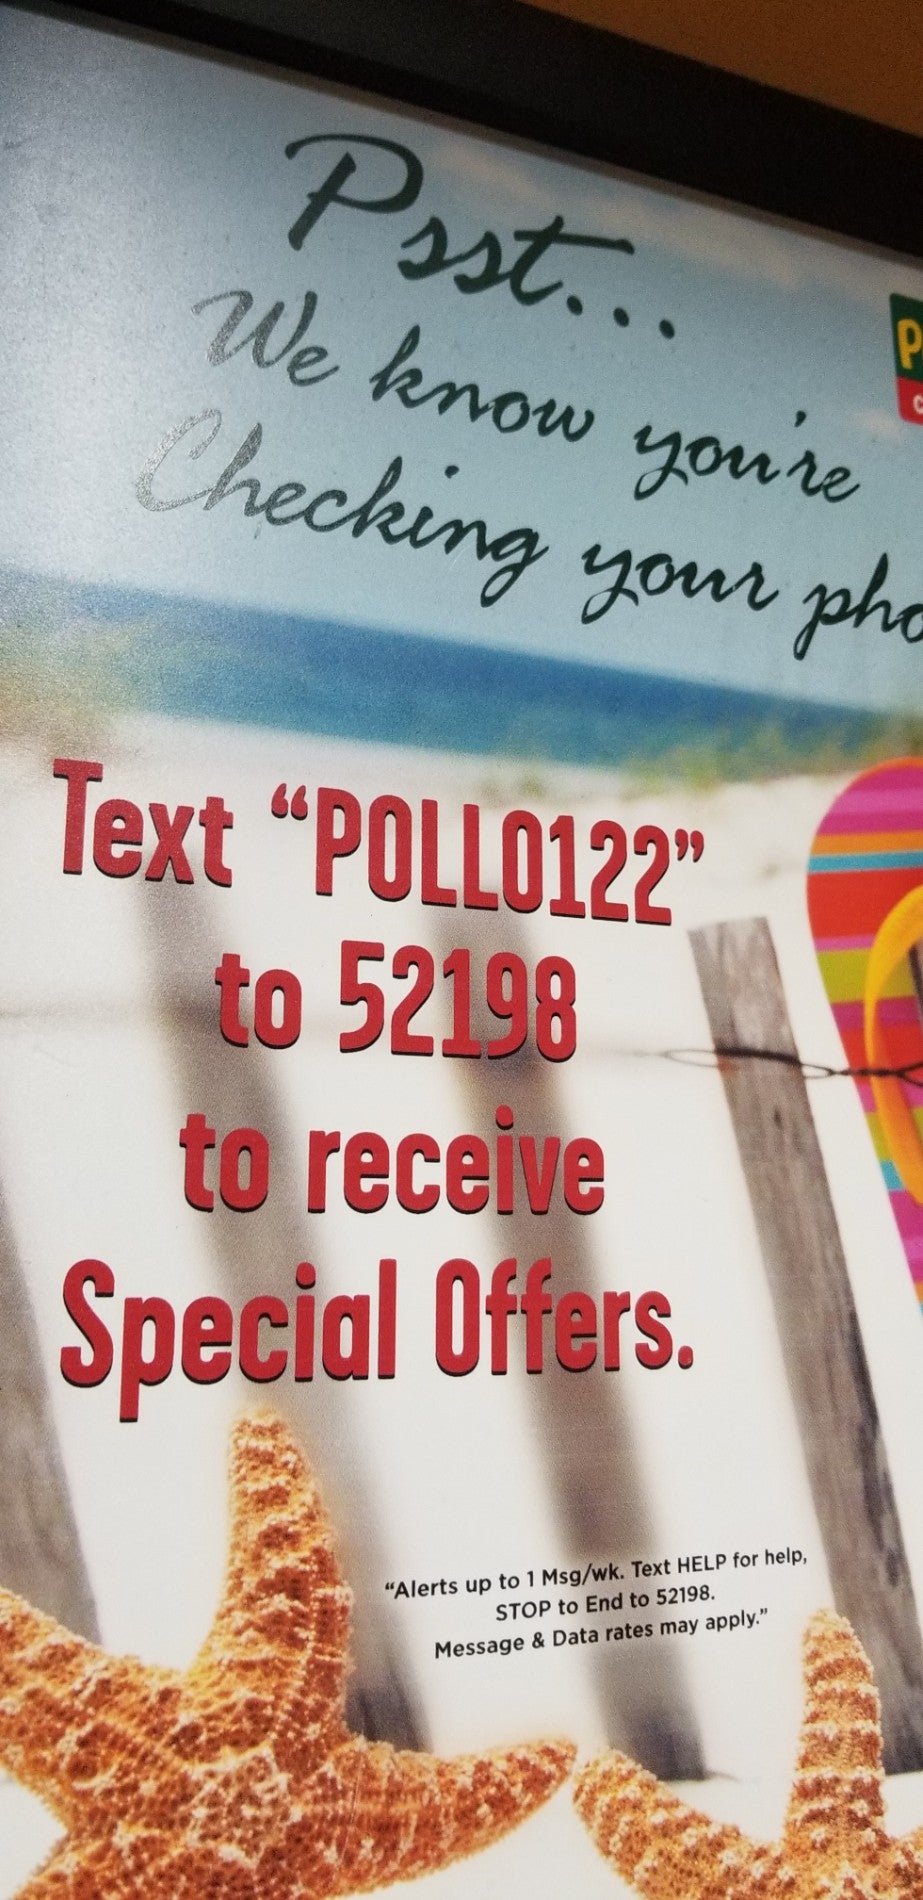 Psst...
We know you're
Checking your pho
Text “POLLO122”
to 52198
to receive
Special Offers.
“Alerts up to 1 Msg/wk. Text HELP for help,
STOP to End to 52198.
Message & Data rates may apply.”